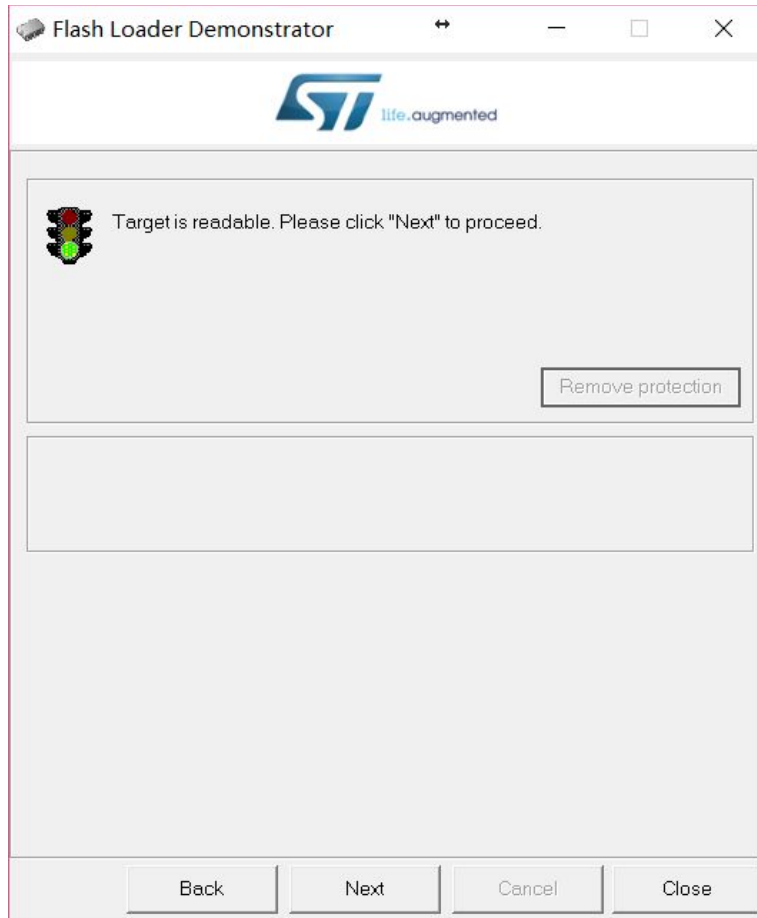 Flash Loader Demonstrator
ST life.augmented
Target is readable. Please click "Next" to proceed.
Remove protection
Back Next Cancel Close